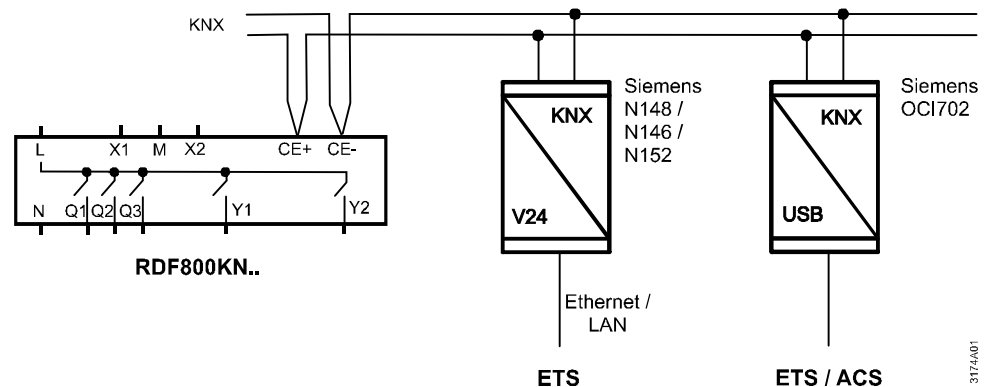 KNX
Siemens
N148 /
N146 /
N152
Siemens
OCI702
KNX
KNX
L X1 M X2 CE+ CE-
N Q1 Q2 Q3 Y1 Y2
V24
USB
RDF800KN..
Ethernet /
LAN
ETS
ETS / ACS
3174A01